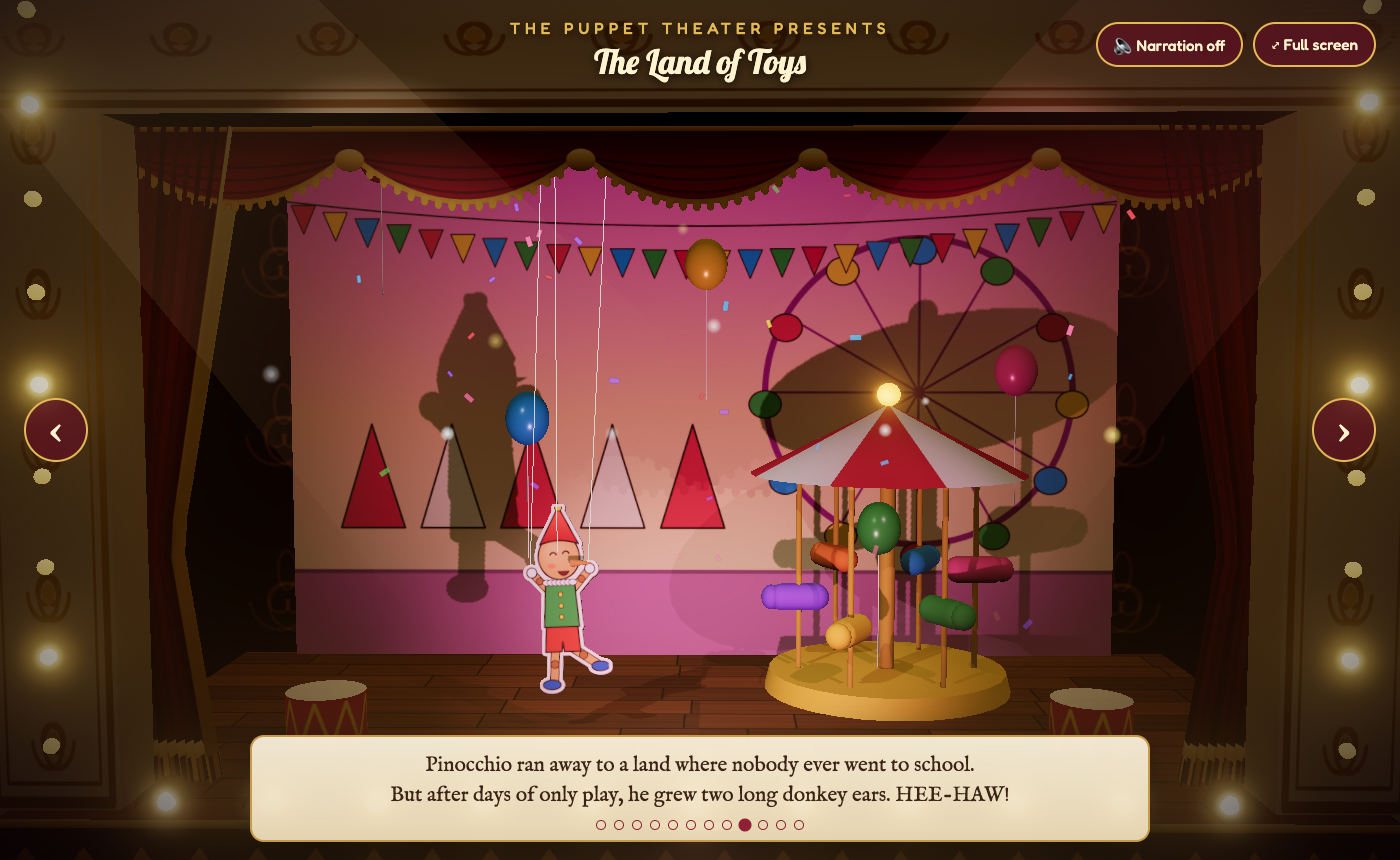 THE PUPPET THEATER PRESENTS
The Land of Toys
Narration off
Full screen
Pinocchio ran away to a land where nobody ever went to school.
But after days of only play, he grew two long donkey ears. HEE-HAW!